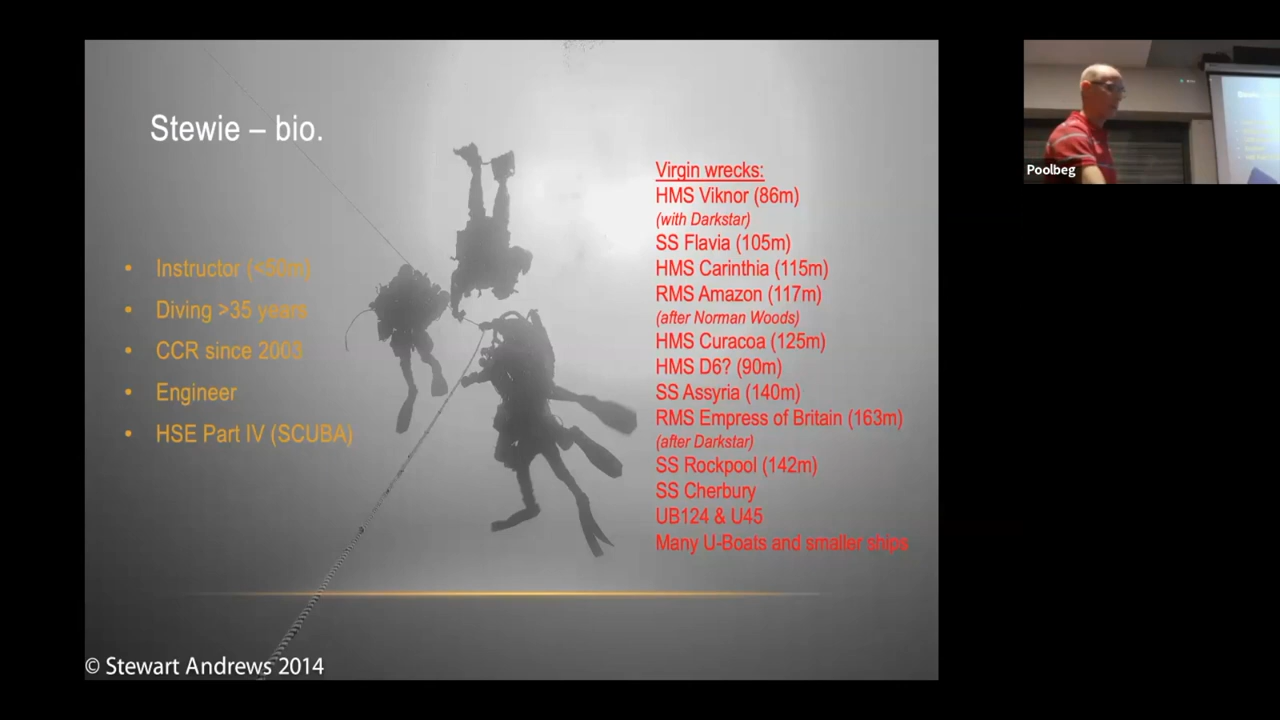 Stewie – bio.
• Instructor (<50m)
• Diving >35 years
• CCR since 2003
• Engineer
• HSE Part IV (SCUBA)
Virgin wrecks:
HMS Viknor (86m)
(with Darkstar)
SS Flavia (105m)
HMS Carinthia (115m)
RMS Amazon (117m)
(after Norman Woods)
HMS Curacoa (125m)
HMS D6? (90m)
SS Assyria (140m)
RMS Empress of Britain (163m)
(after Darkstar)
SS Rockpool (142m)
SS Cherbury
UB124 & U45
Many U-Boats and smaller ships
© Stewart Andrews 2014
Poolbeg